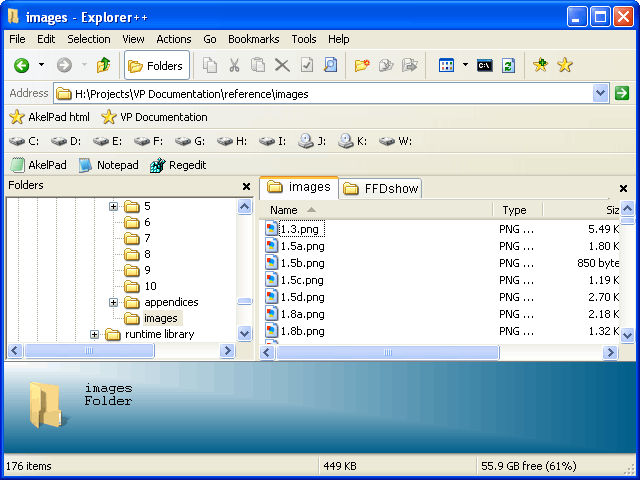 images - Explorer++
File Edit Selection View Actions Go Bookmarks Tools Help
Folders C:\
Address H:\Projects\VP Documentation\reference\images
AkelPad html VP Documentation
C: D: E: F: G: H: I: J: K: W:
AkelPad Notepad Regedit
Folders
5
6
7
8
9
10
appendices
images
runtime library
images FFDshow
Name Type Siz
1.3.png PNG ... 5.49 K
1.5a.png PNG ... 1.80 K
1.5b.png PNG ... 850 byte
1.5c.png PNG ... 1.19 K
1.5d.png PNG ... 2.70 K
1.8a.png PNG ... 2.18 K
1.8b.png PNG ... 1.32 K
images
Folder
176 items 449 KB 55.9 GB free (61%)